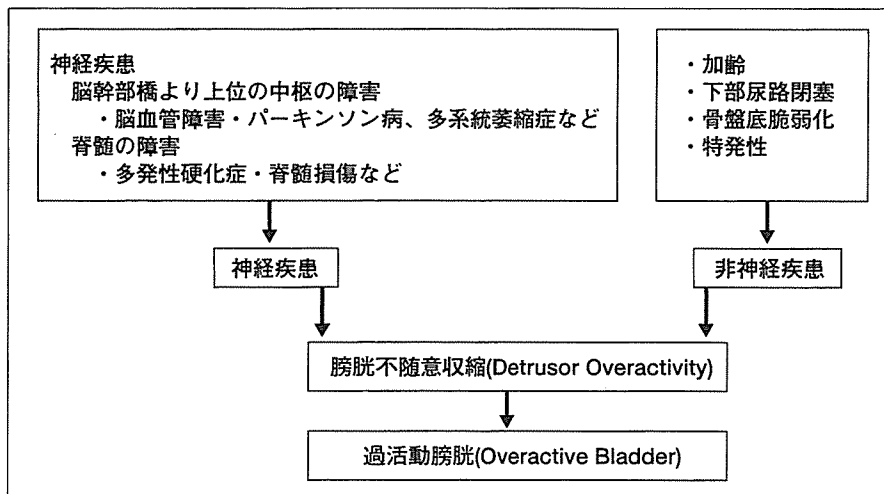 神経疾患
脳幹部橋より上位の中枢の障害
・脳血管障害・パーキンソン病、多系統萎縮症など
脊髄の障害
・多発性硬化症・脊髄損傷など
・加齢
・下部尿路閉塞
・骨盤底脆弱化
・特発性
神経疾患
非神経疾患
膀胱不随意収縮(Detrusor Overactivity)
過活動膀胱(Overactive Bladder)